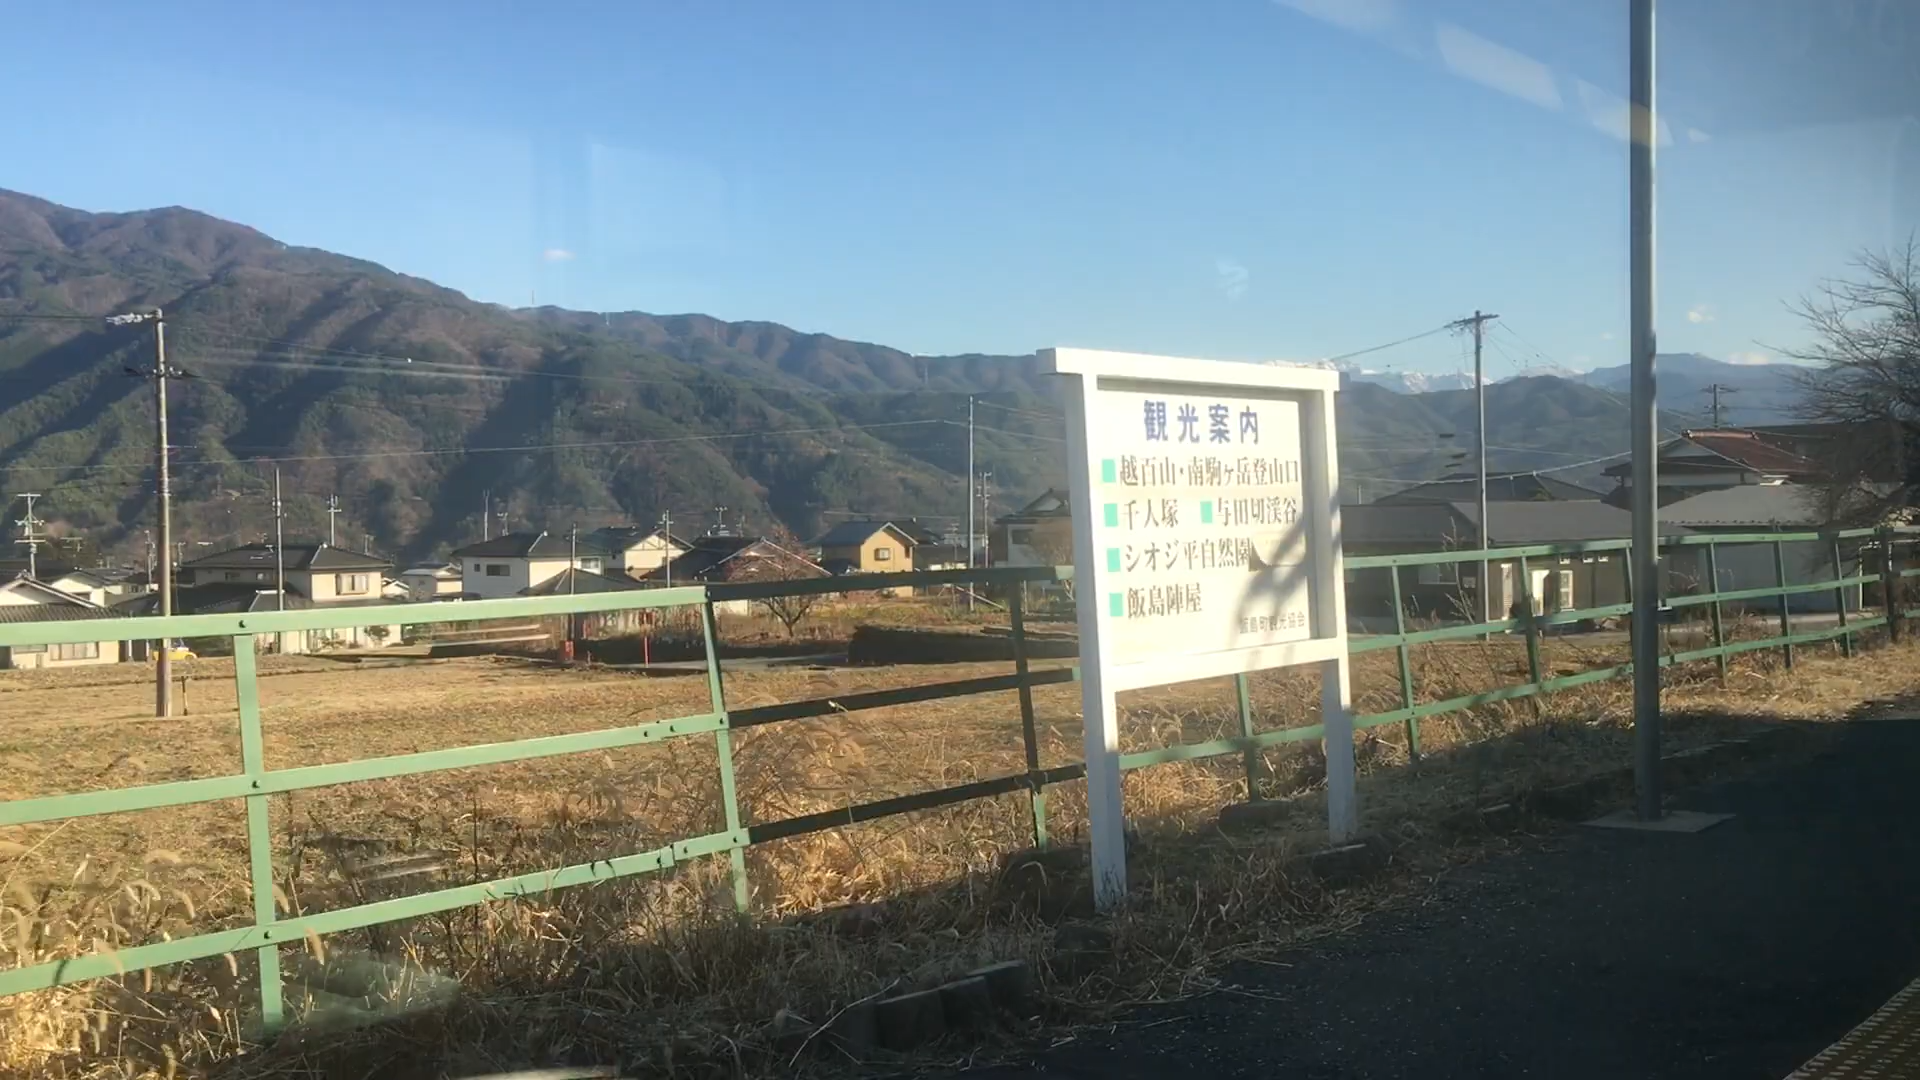 観光案内
■越百山・南駒ヶ岳登山口
■千人塚 ■与田切渓谷
■シオジ平自然園
■飯島陣屋
飯島町観光協会